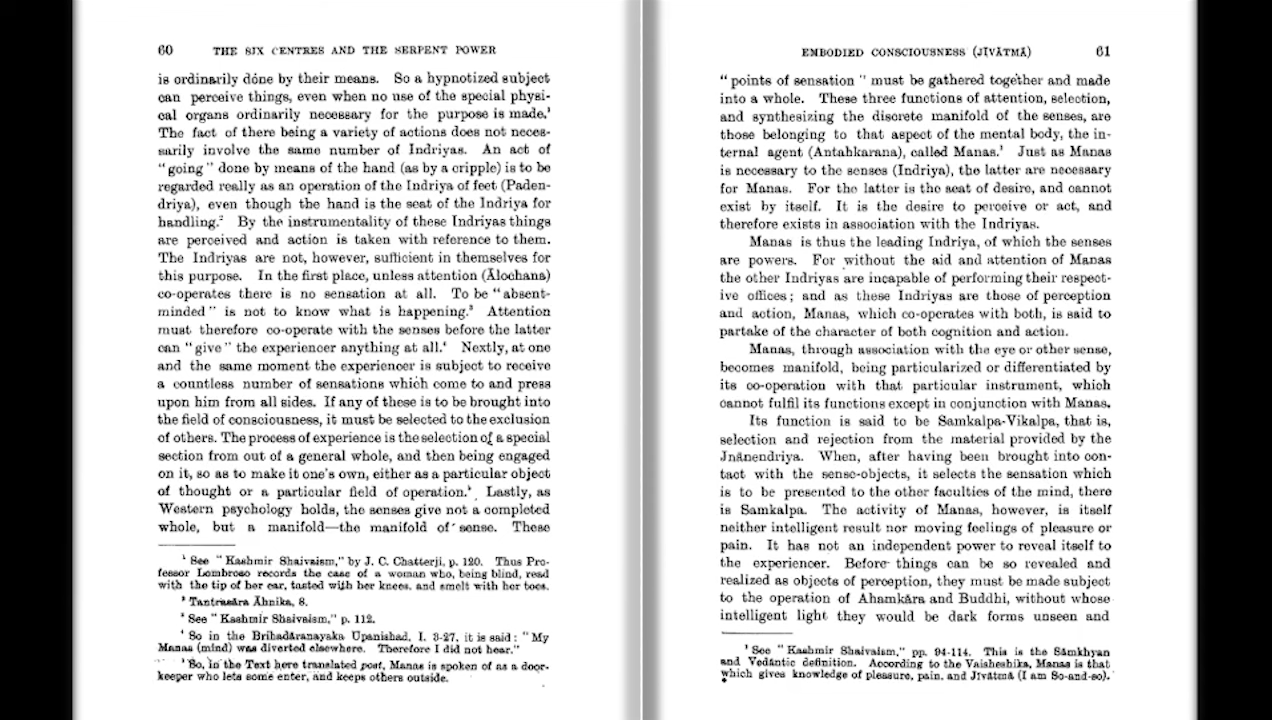 60 THE SIX CENTRES AND THE SERPENT POWER
is ordinarily done by their means. So a hypnotized subject
can perceive things, even when no use of the special physi-
cal organs ordinarily necessary for the purpose is made.¹
The fact of there being a variety of actions does not neces-
sarily involve the same number of Indriyas. An act of
“going” done by means of the hand (as by a cripple) is to be
regarded really as an operation of the Indriya of feet (Paden-
driya), even though the hand is the seat of the Indriya for
handling.² By the instrumentality of these Indriyas things
are perceived and action is taken with reference to them.
The Indriyas are not, however, sufficient in themselves for
this purpose. In the first place, unless attention (Ālochana)
co-operates there is no sensation at all. To be “absent-
minded” is not to know what is happening.³ Attention
must therefore co-operate with the senses before the latter
can “give” the experiencer anything at all.⁴ Nextly, at one
and the same moment the experiencer is subject to receive
a countless number of sensations which come to and press
upon him from all sides. If any of these is to be brought into
the field of consciousness, it must be selected to the exclusion
of others. The process of experience is the selection of a special
section from out of a general whole, and then being engaged
on it, so as to make it one's own, either as a particular object
of thought or a particular field of operation.⁵ Lastly, as
Western psychology holds, the senses give not a completed
whole, but a manifold—the manifold of sense. These
¹ See “Kashmir Shaivaism,” by J. C. Chatterji, p. 120. Thus Pro-
fessor Lombroso records the case of a woman who, being blind, read
with the tip of her ear, tasted with her knees, and smelt with her toes.
² Tantrasāra Āhnika, 8.
³ See “Kashmir Shaivaism,” p. 112.
⁴ So in the Brihadāranayaka Upanishad, I. 3-27, it is said: “My
Manas (mind) was diverted elsewhere. Therefore I did not hear.”
⁵ So, in the Text here translated post, Manas is spoken of as a door-
keeper who lets some enter, and keeps others outside.
EMBODIED CONSCIOUSNESS (JĪVĀTMĀ) 61
“points of sensation” must be gathered together and made
into a whole. These three functions of attention, selection,
and synthesizing the discrete manifold of the senses, are
those belonging to that aspect of the mental body, the in-
ternal agent (Antahkarana), called Manas.¹ Just as Manas
is necessary to the senses (Indriya), the latter are necessary
for Manas. For the latter is the seat of desire, and cannot
exist by itself. It is the desire to perceive or act, and
therefore exists in association with the Indriyas.
Manas is thus the leading Indriya, of which the senses
are powers. For without the aid and attention of Manas
the other Indriyas are incapable of performing their respect-
ive offices; and as these Indriyas are those of perception
and action, Manas, which co-operates with both, is said to
partake of the character of both cognition and action.
Manas, through association with the eye or other sense,
becomes manifold, being particularized or differentiated by
its co-operation with that particular instrument, which
cannot fulfil its functions except in conjunction with Manas.
Its function is said to be Samkalpa-Vikalpa, that is,
selection and rejection from the material provided by the
Jnānendriya. When, after having been brought into con-
tact with the sense-objects, it selects the sensation which
is to be presented to the other faculties of the mind, there
is Samkalpa. The activity of Manas, however, is itself
neither intelligent result nor moving feelings of pleasure or
pain. It has not an independent power to reveal itself to
the experiencer. Before things can be so revealed and
realized as objects of perception, they must be made subject
to the operation of Ahamkāra and Buddhi, without whose
intelligent light they would be dark forms unseen and
¹ See “Kashmir Shaivaism,” pp. 94-114. This is the Sāmkhyan
and Vedāntic definition. According to the Vaisheshika, Manas is that
which gives knowledge of pleasure, pain, and Jīvātmā (I am So-and-so).